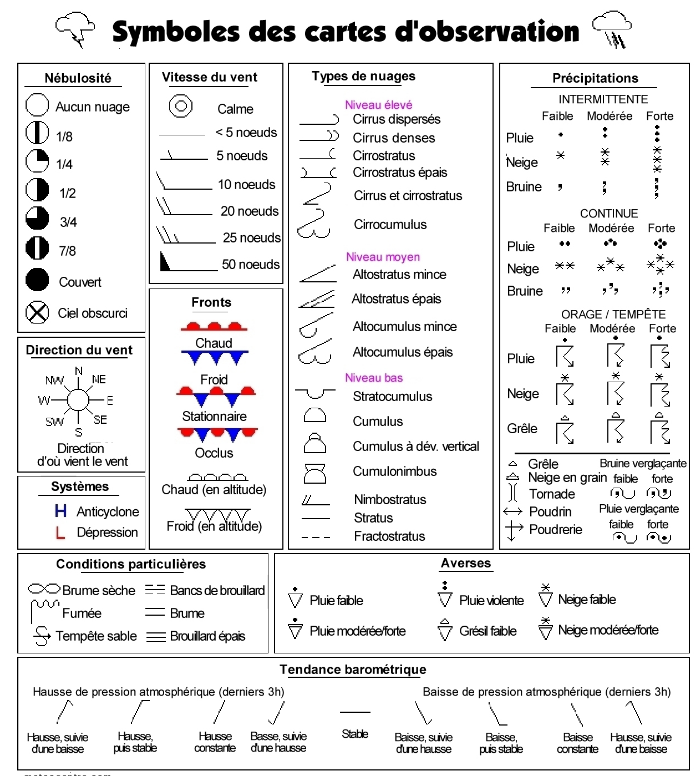 Symboles des cartes d'observation
Nébulosité
Aucun nuage
1/8
1/4
1/2
3/4
7/8
Couvert
Ciel obscurci
Direction du vent
N
NW NE
W E
SW SE
S
Direction
d'où vient le vent
Systèmes
H Anticyclone
L Dépression
Vitesse du vent
Calme
< 5 noeuds
5 noeuds
10 noeuds
20 noeuds
25 noeuds
50 noeuds
Fronts
Chaud
Froid
Stationnaire
Occlus
Chaud (en altitude)
Froid (en altitude)
Types de nuages
Niveau élevé
Cirrus dispersés
Cirrus denses
Cirrostratus
Cirrostratus épais
Cirrus et cirrostratus
Cirrocumulus
Niveau moyen
Altostratus mince
Altostratus épais
Altocumulus mince
Altocumulus épais
Niveau bas
Stratocumulus
Cumulus
Cumulus à dév. vertical
Cumulonimbus
Nimbostratus
Stratus
Fractostratus
Précipitations
INTERMITTENTE
Faible Modérée Forte
Pluie
Neige
Bruine
CONTINUE
Faible Modérée Forte
Pluie
Neige
Bruine
ORAGE / TEMPÊTE
Faible Modérée Forte
Pluie
Neige
Grêle
Grêle
Neige en grain
Tornade
Poudrin
Poudrerie
Bruine verglaçante
faible forte
Pluie verglaçante
faible forte
Conditions particulières
Brume sèche Bancs de brouillard
Fumée Brume
Tempête sable Brouillard épais
Averses
Pluie faible Pluie violente Neige faible
Pluie modérée/forte Grésil faible Neige modérée/forte
Tendance barométrique
Hausse de pression atmosphérique (derniers 3h) Baisse de pression atmosphérique (derniers 3h)
Hausse, suivie d'une baisse
Hausse, puis stable
Hausse constante
Basse, suivie d'une hausse
Stable
Baisse, suivie d'une hausse
Baisse, puis stable
Baisse constante
Hausse, suivie d'une baisse